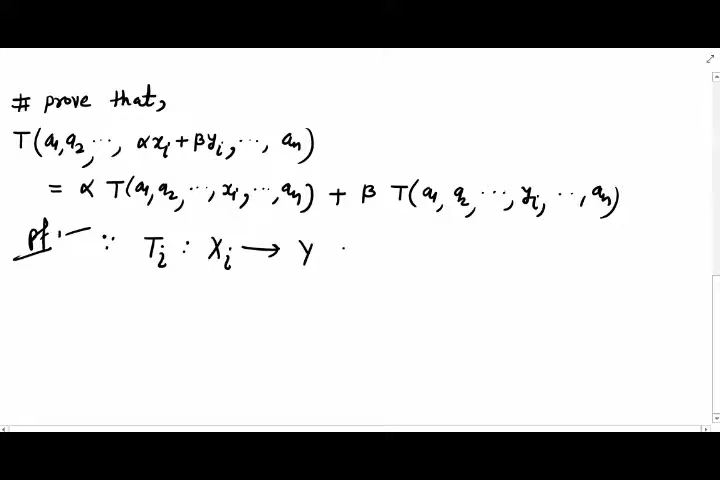 # prove that,
T(a₁, a₂, ⋯, αxᵢ + βyᵢ, ⋯, aₙ)
= α T(a₁, a₂, ⋯, xᵢ, ⋯, aₙ) + β T(a₁, a₂, ⋯, yᵢ, ⋯, aₙ)
Pf:— ∵ Tᵢ : Xᵢ ⟶ Y